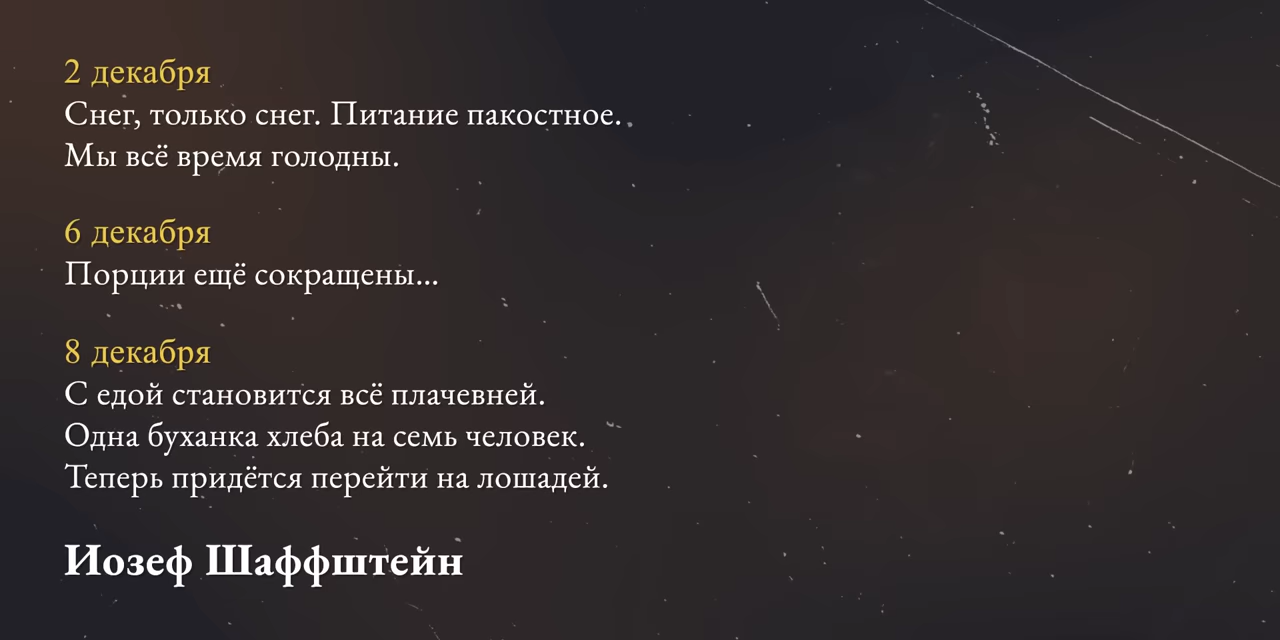 2 декабря
Снег, только снег. Питание пакостное.
Мы всё время голодны.
6 декабря
Порции ещё сокращены...
8 декабря
С едой становится всё плачевней.
Одна буханка хлеба на семь человек.
Теперь придётся перейти на лошадей.
Иозеф Шаффштейн